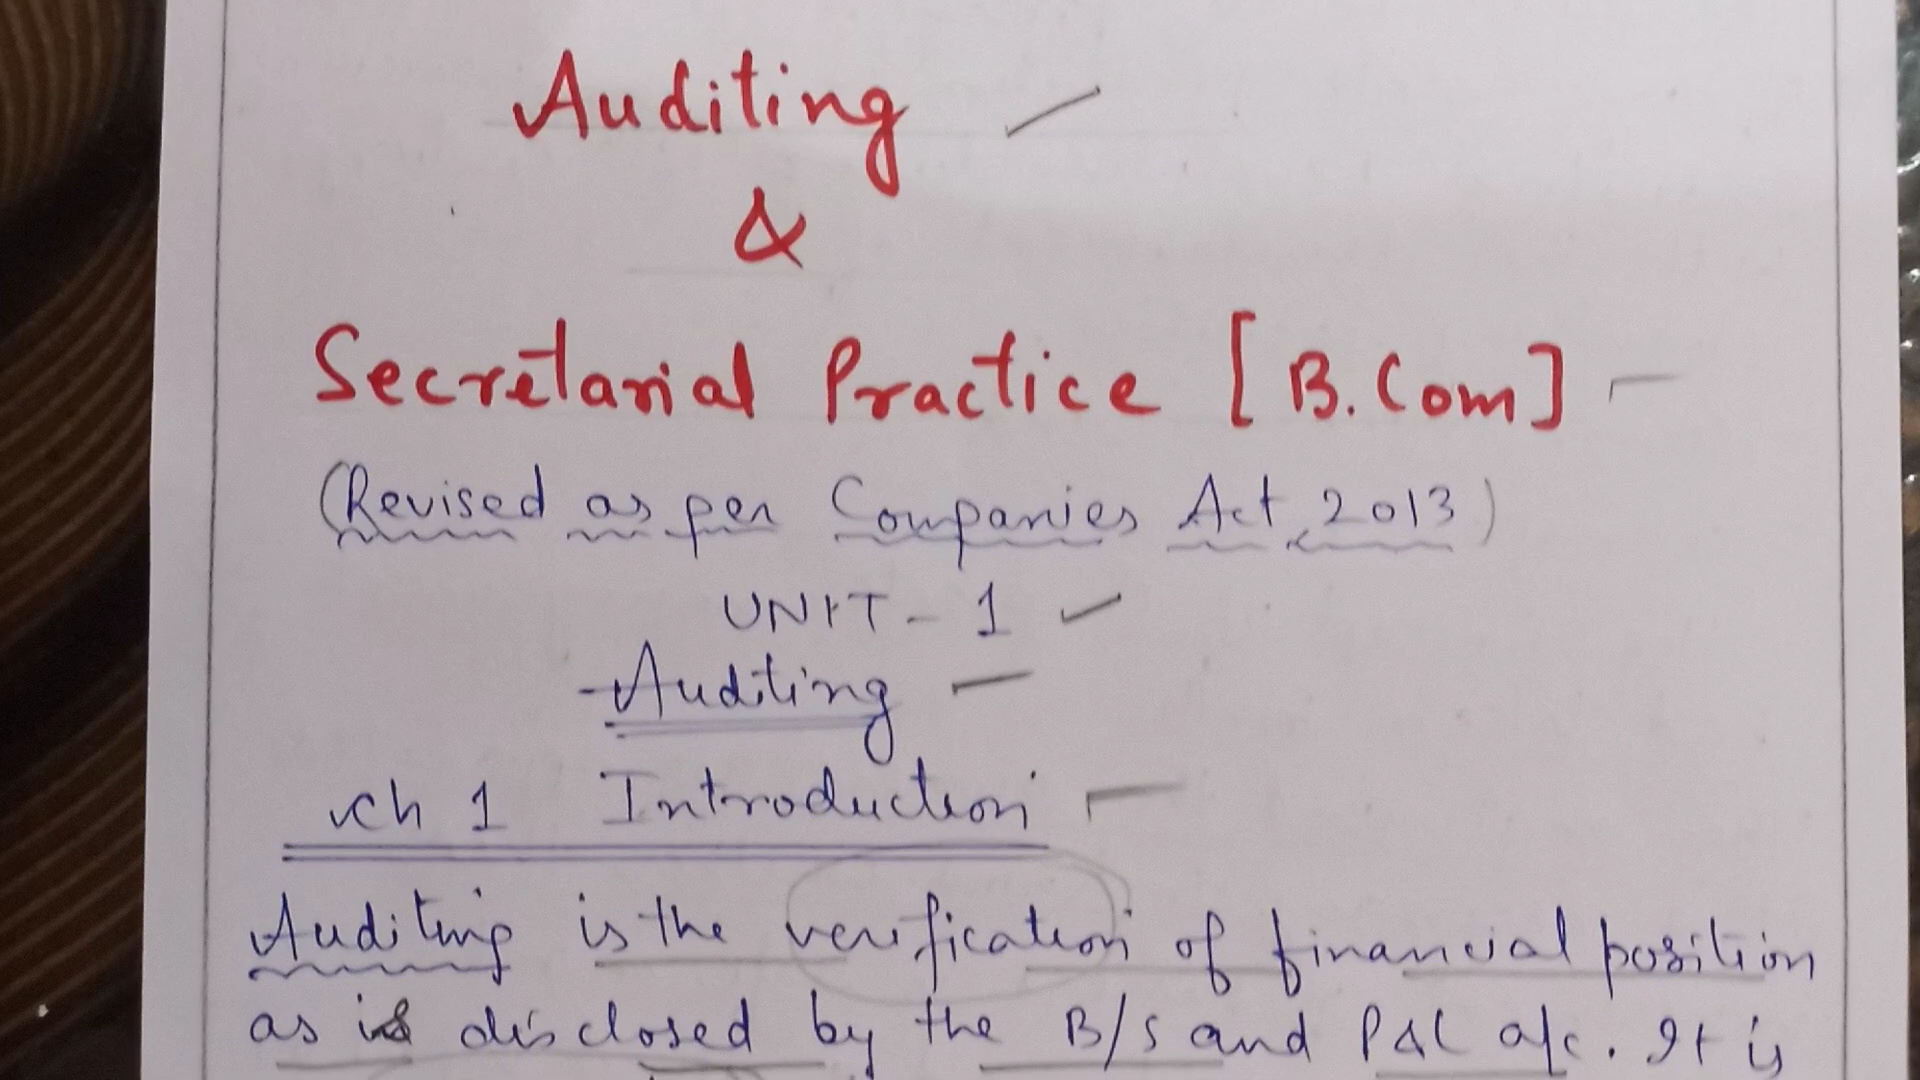 Auditing
&
Secretarial Practice [B.Com]
(Revised as per Companies Act, 2013)
UNIT - 1
Auditing
Ch 1 Introduction
Auditing is the verification of financial position
as is disclosed by the B/S and P&L a/c. It is